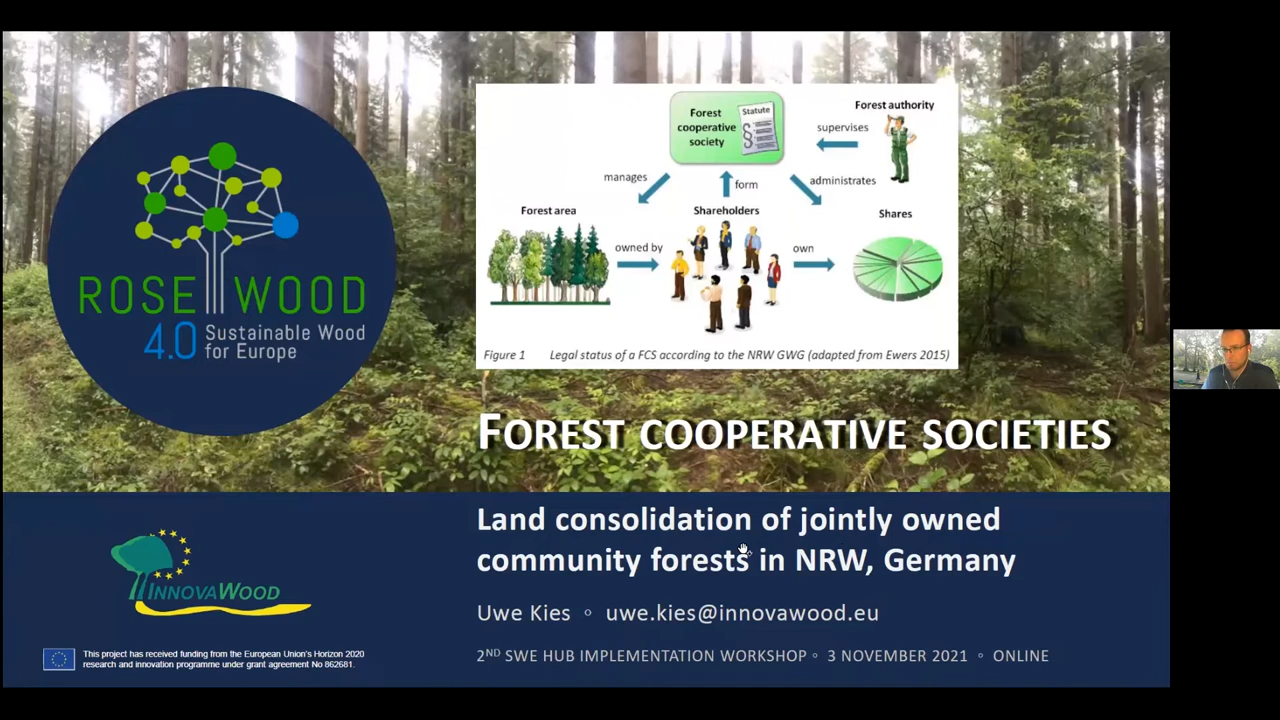 ROSEWOOD
4.0 Sustainable Wood
for Europe
Forest
cooperative
society
Statute
§
Forest authority
supervises
manages
form
administrates
Forest area
Shareholders
Shares
owned by
own
Figure 1 Legal status of a FCS according to the NRW GWG (adapted from Ewers 2015)
FOREST COOPERATIVE SOCIETIES
Land consolidation of jointly owned
community forests in NRW, Germany
Uwe Kies ◦ uwe.kies@innovawood.eu
2ND SWE HUB IMPLEMENTATION WORKSHOP ◦ 3 NOVEMBER 2021 ◦ ONLINE
INNOVAWOOD
This project has received funding from the European Union's Horizon 2020
research and innovation programme under grant agreement No 862681.